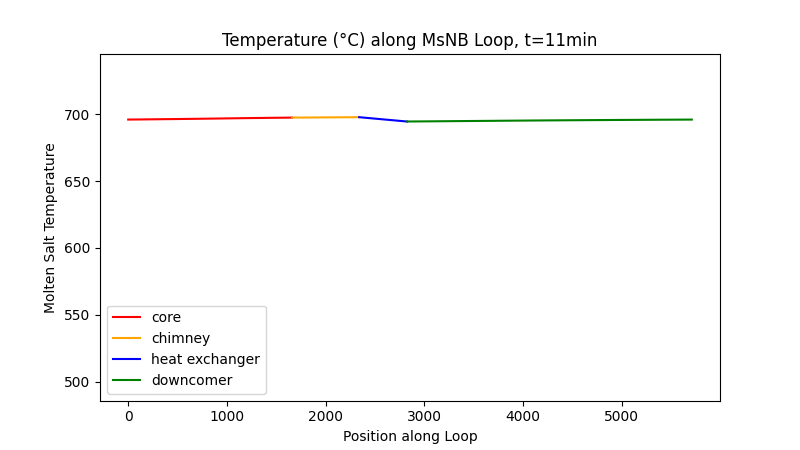 Temperature (°C) along MsNB Loop, t=11min
Molten Salt Temperature
700
650
600
550
500
core
chimney
heat exchanger
downcomer
0 1000 2000 3000 4000 5000
Position along Loop